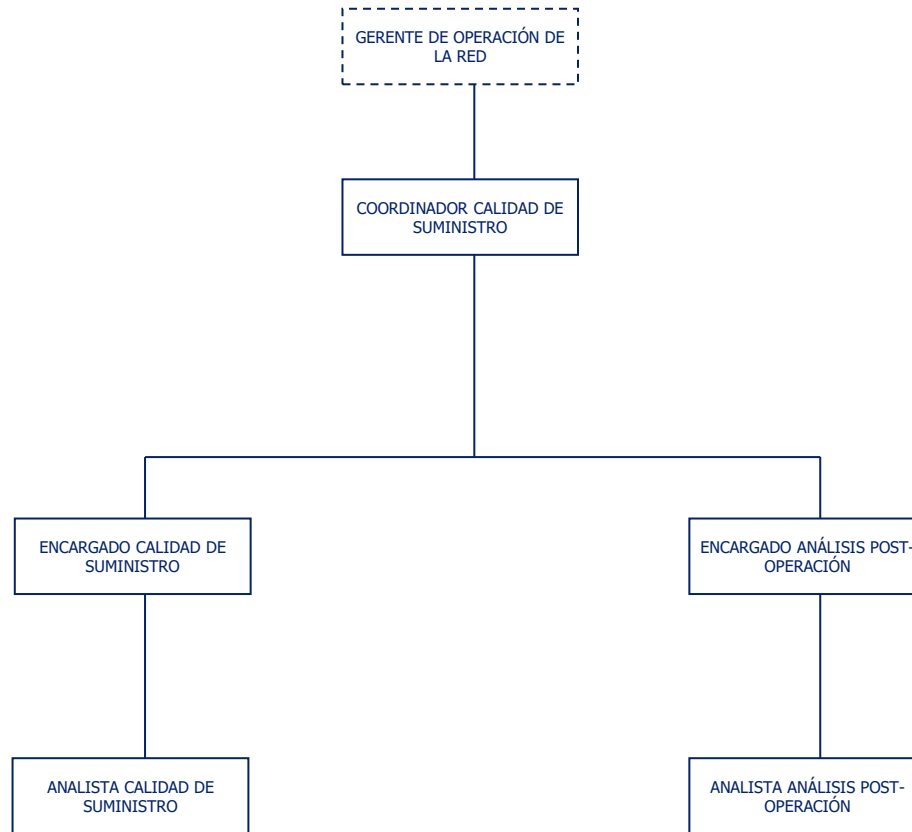 GERENTE DE OPERACIÓN DE
LA RED
COORDINADOR CALIDAD DE
SUMINISTRO
ENCARGADO CALIDAD DE
SUMINISTRO
ENCARGADO ANÁLISIS POST-
OPERACIÓN
ANALISTA CALIDAD DE
SUMINISTRO
ANALISTA ANÁLISIS POST-
OPERACIÓN